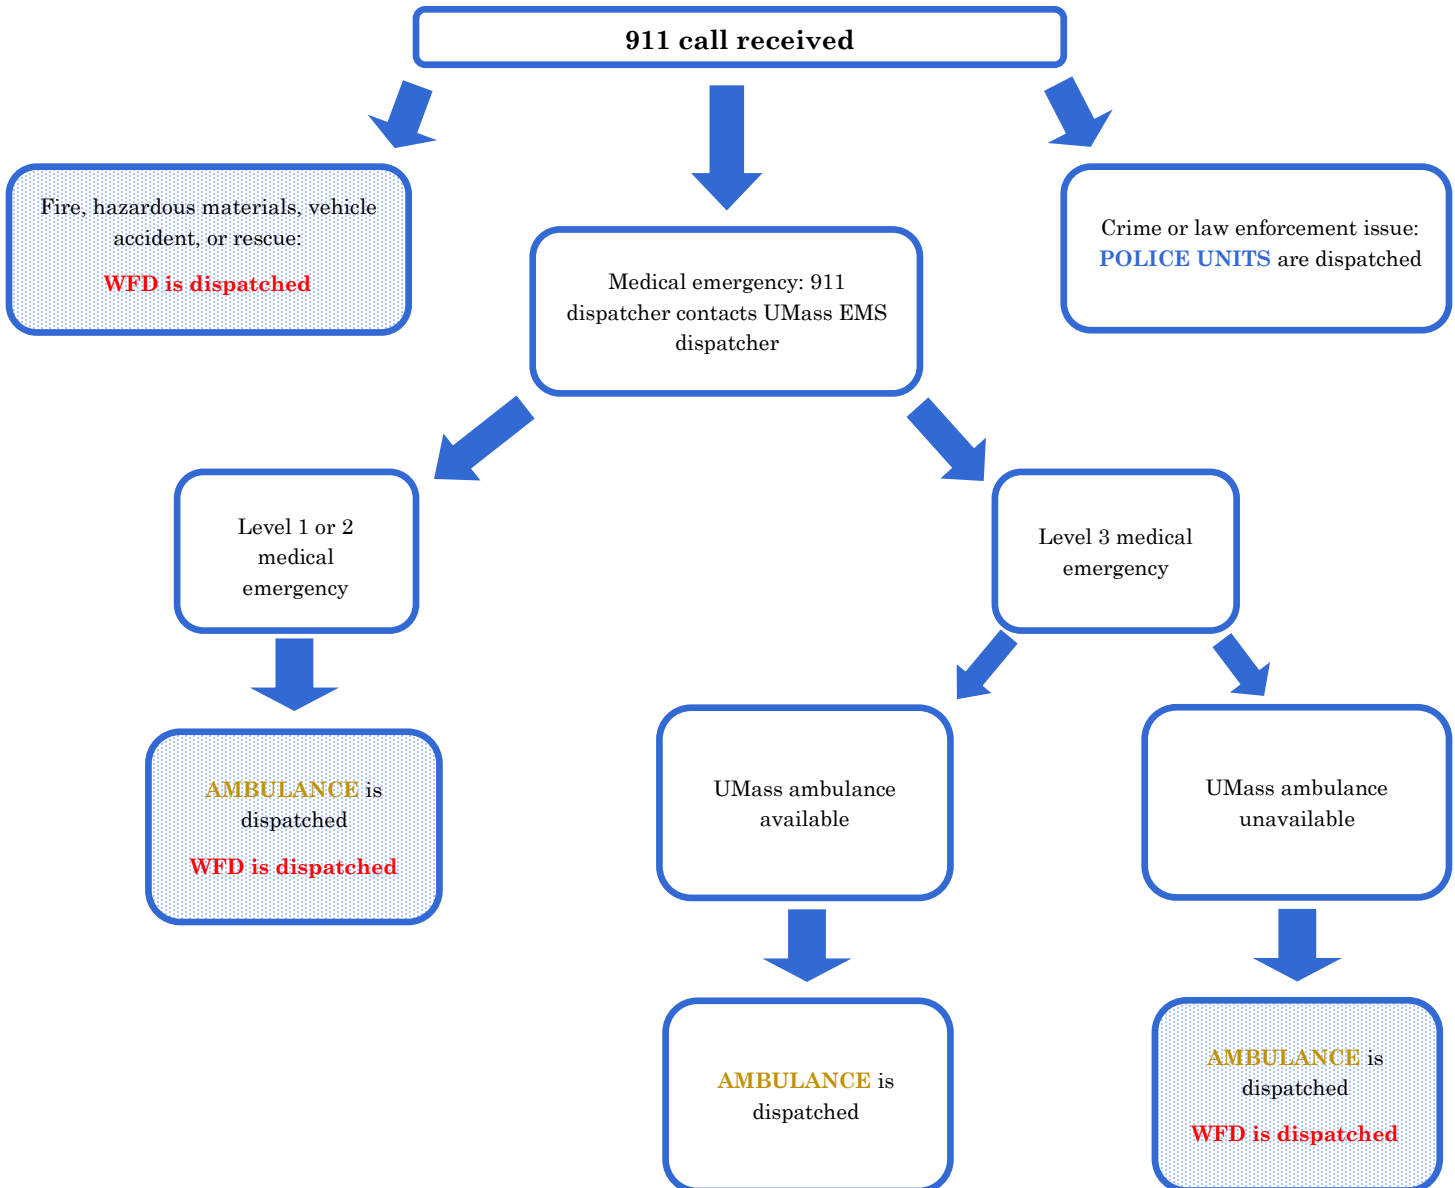 911 call received
Fire, hazardous materials, vehicle
accident, or rescue:
WFD is dispatched
Medical emergency: 911
dispatcher contacts UMass EMS
dispatcher
Crime or law enforcement issue:
POLICE UNITS are dispatched
Level 1 or 2
medical
emergency
Level 3 medical
emergency
AMBULANCE is
dispatched
WFD is dispatched
UMass ambulance
available
UMass ambulance
unavailable
AMBULANCE is
dispatched
AMBULANCE is
dispatched
WFD is dispatched